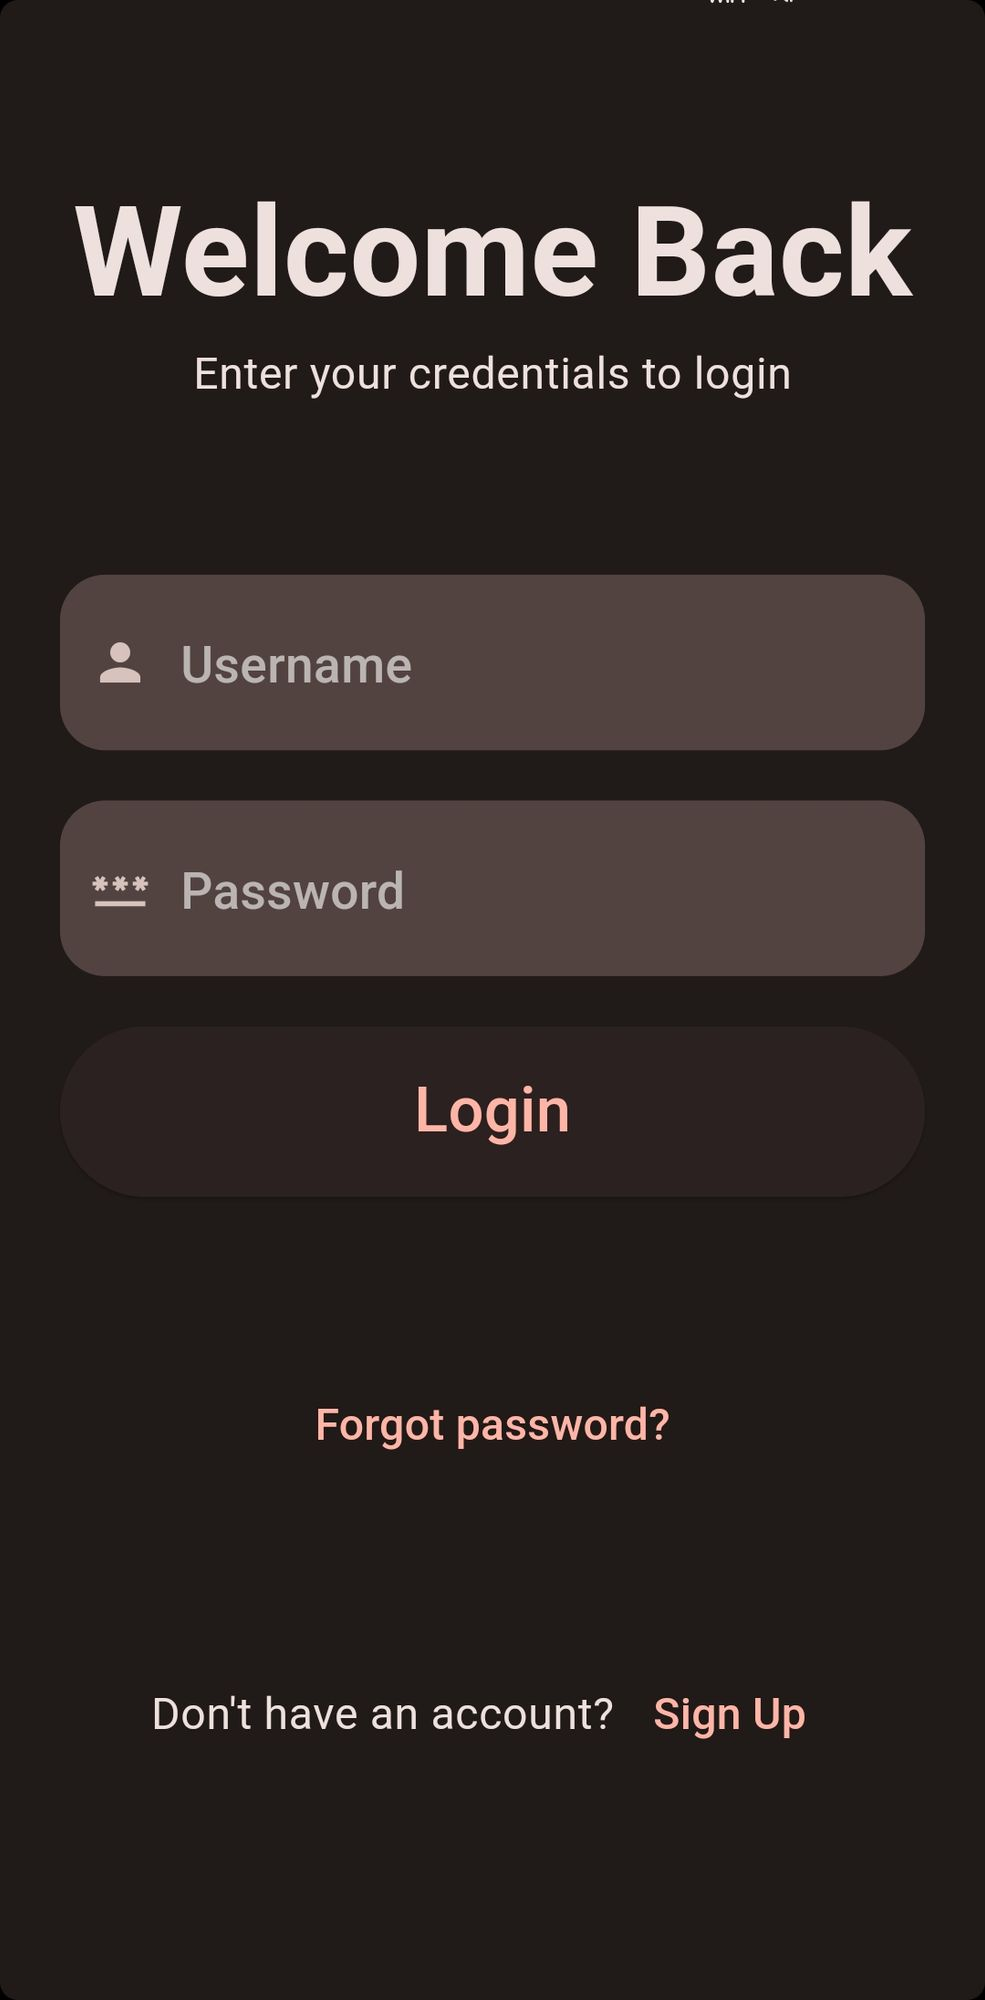 Welcome Back
Enter your credentials to login
Username
*** Password
Login
Forgot password?
Don't have an account? Sign Up